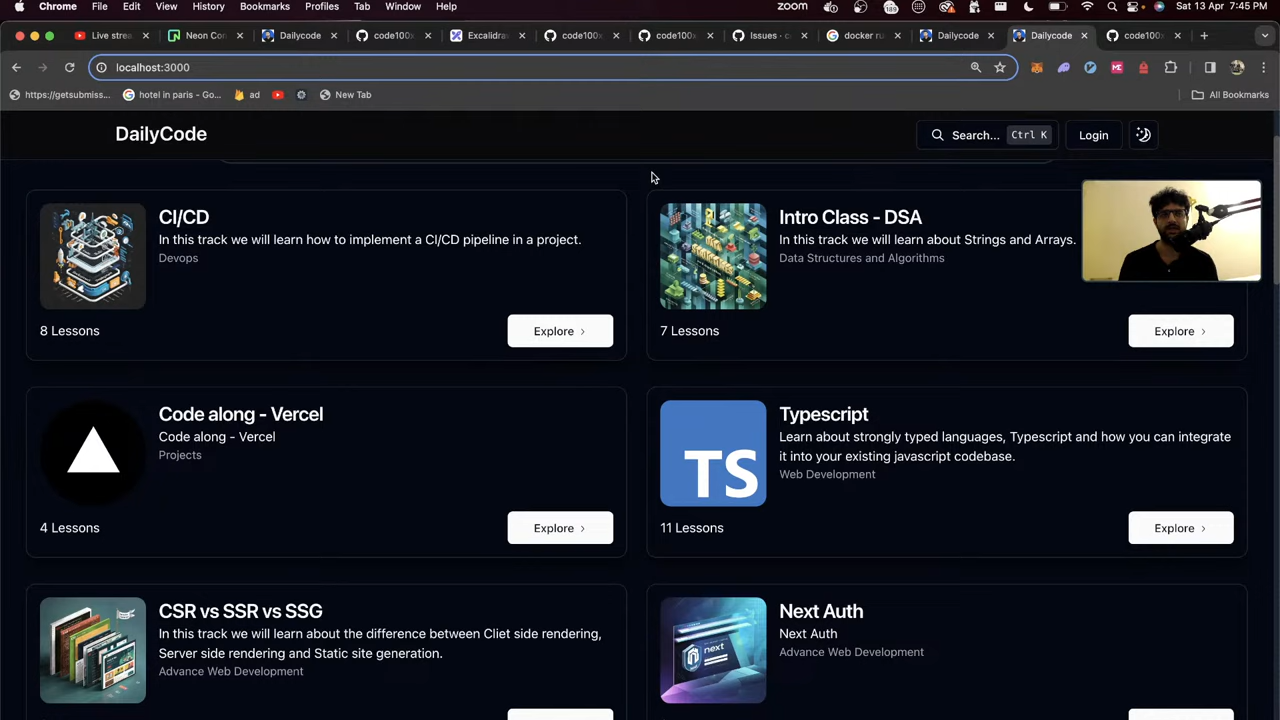 Chrome File Edit View History Bookmarks Profiles Tab Window Help zoom Sat 13 Apr 7:45 PM
Live strea Neon Con Dailycode code100x Excalidra code100 code100 Issues · c docker ru Dailycode Dailycode code100
localhost:3000
https://getsubmiss... hotel in paris - Go... ad New Tab All Bookmarks
DailyCode
Search... Ctrl K
Login
CI/CD
In this track we will learn how to implement a CI/CD pipeline in a project.
Devops
8 Lessons
Explore
Intro Class - DSA
In this track we will learn about Strings and Arrays.
Data Structures and Algorithms
7 Lessons
Explore
Code along - Vercel
Code along - Vercel
Projects
4 Lessons
Explore
TS
Typescript
Learn about strongly typed languages, Typescript and how you can integrate
it into your existing javascript codebase.
Web Development
11 Lessons
Explore
CSR vs SSR vs SSG
In this track we will learn about the difference between Cliet side rendering,
Server side rendering and Static site generation.
Advance Web Development
next
Next Auth
Next Auth
Advance Web Development